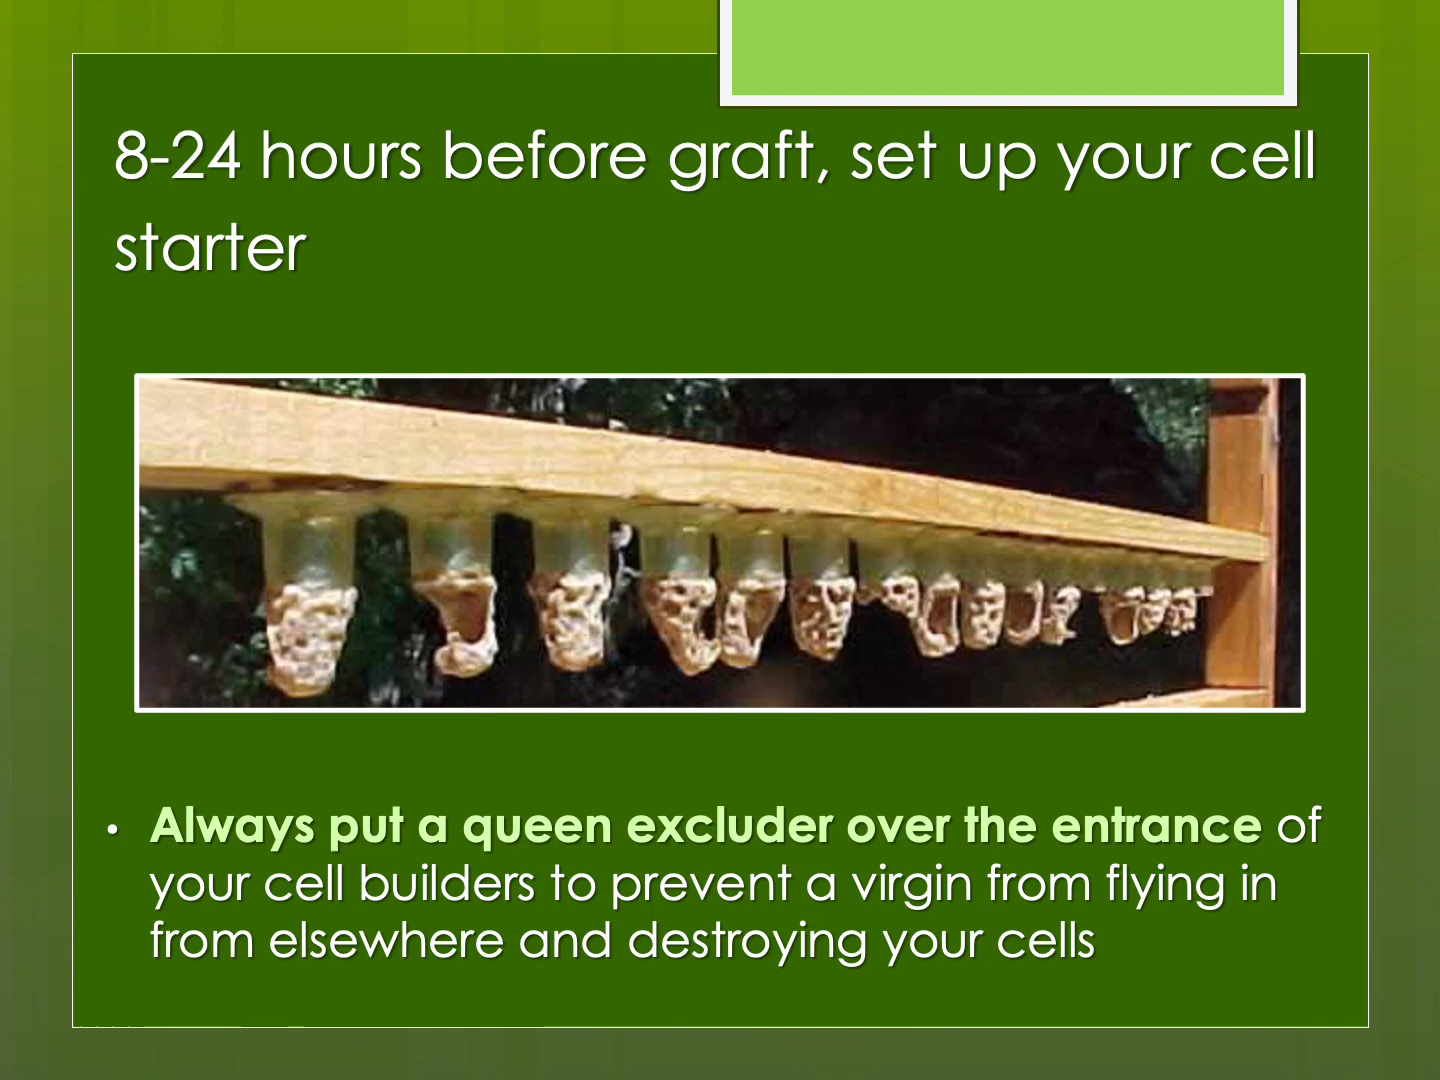 8-24 hours before graft, set up your cell
starter
• Always put a queen excluder over the entrance of
your cell builders to prevent a virgin from flying in
from elsewhere and destroying your cells